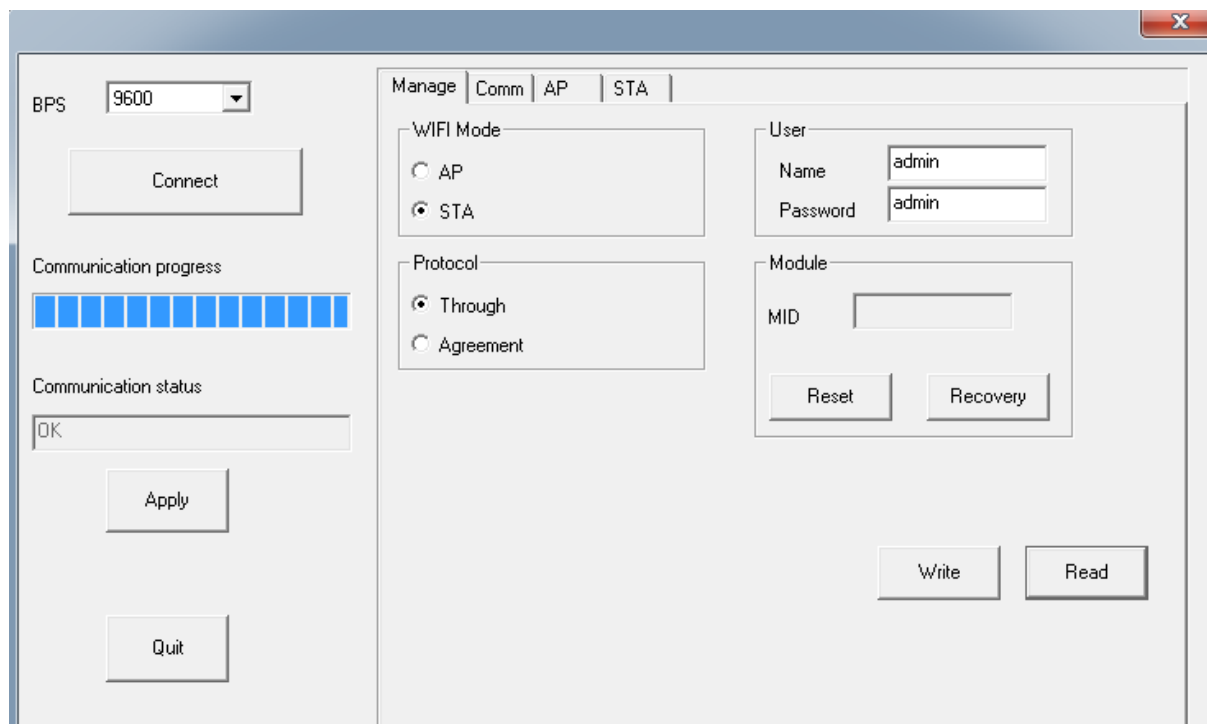 BPS
9600
Connect
Communication progress
Communication status
OK
Apply
Quit
Manage
Comm
AP
STA
WIFI Mode
AP
STA
User
Name
admin
Password
admin
Protocol
Through
Agreement
Module
MID
Reset
Recovery
Write
Read